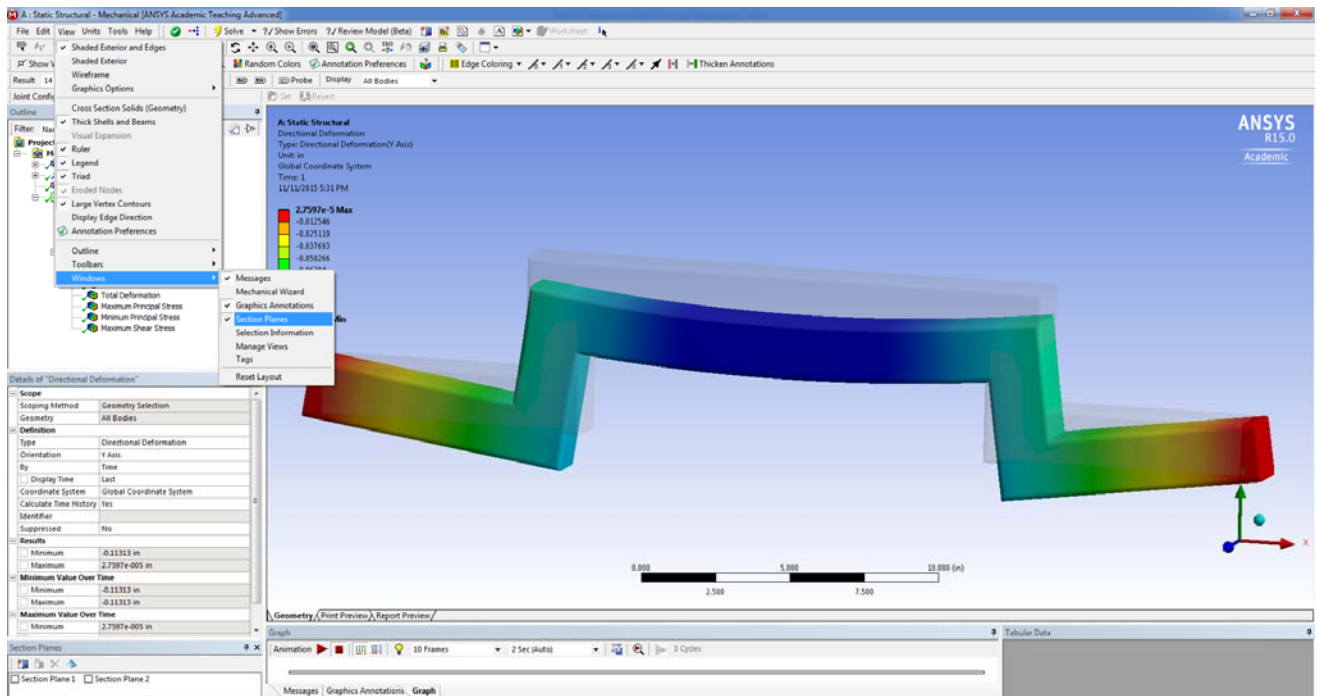 A : Static Structural - Mechanical [ANSYS Academic Teaching Advanced]
File Edit View Units Tools Help Solve ?/ Show Errors ?/ Review Model (Beta) Worksheet
Show Random Colors Annotation Preferences Edge Coloring Thicken Annotations
Result 14 Probe Display All Bodies
Joint Config Set Revert
Shaded Exterior and Edges
Shaded Exterior
Wireframe
Graphics Options
Cross Section Solids (Geometry)
Thick Shells and Beams
Visual Expansion
Ruler
Legend
Triad
Eroded Nodes
Large Vertex Contours
Display Edge Direction
Annotation Preferences
Outline
Toolbars
Windows
Messages
Mechanical Wizard
Graphics Annotations
Section Planes
Selection Information
Manage Views
Tags
Reset Layout
Outline
Filter: Na
Project
Total Deformation
Maximum Principal Stress
Minimum Principal Stress
Maximum Shear Stress
A: Static Structural
Directional Deformation
Type: Directional Deformation(Y Axis)
Unit: in
Global Coordinate System
Time: 1
11/11/2015 5:31 PM
2.7597e-5 Max
-0.012546
-0.025119
-0.037693
-0.050266
Min
ANSYS
R15.0
Academic
Details of "Directional Deformation"
Scope
Scoping Method Geometry Selection
Geometry All Bodies
Definition
Type Directional Deformation
Orientation Y Axis
By Time
Display Time Last
Coordinate System Global Coordinate System
Calculate Time History Yes
Identifier
Suppressed No
Results
Minimum -0.11313 in
Maximum 2.7597e-005 in
Minimum Value Over Time
Minimum -0.11313 in
Maximum -0.11313 in
Maximum Value Over Time
Minimum 2.7597e-005 in
0.000 5.000 10.000 (in)
2.500 7.500
X
Geometry Print Preview Report Preview
Section Planes
Section Plane 1 Section Plane 2
Graph
Animation 10 Frames 2 Sec (Auto) 3 Cycles
Messages Graphics Annotations Graph
Tabular Data